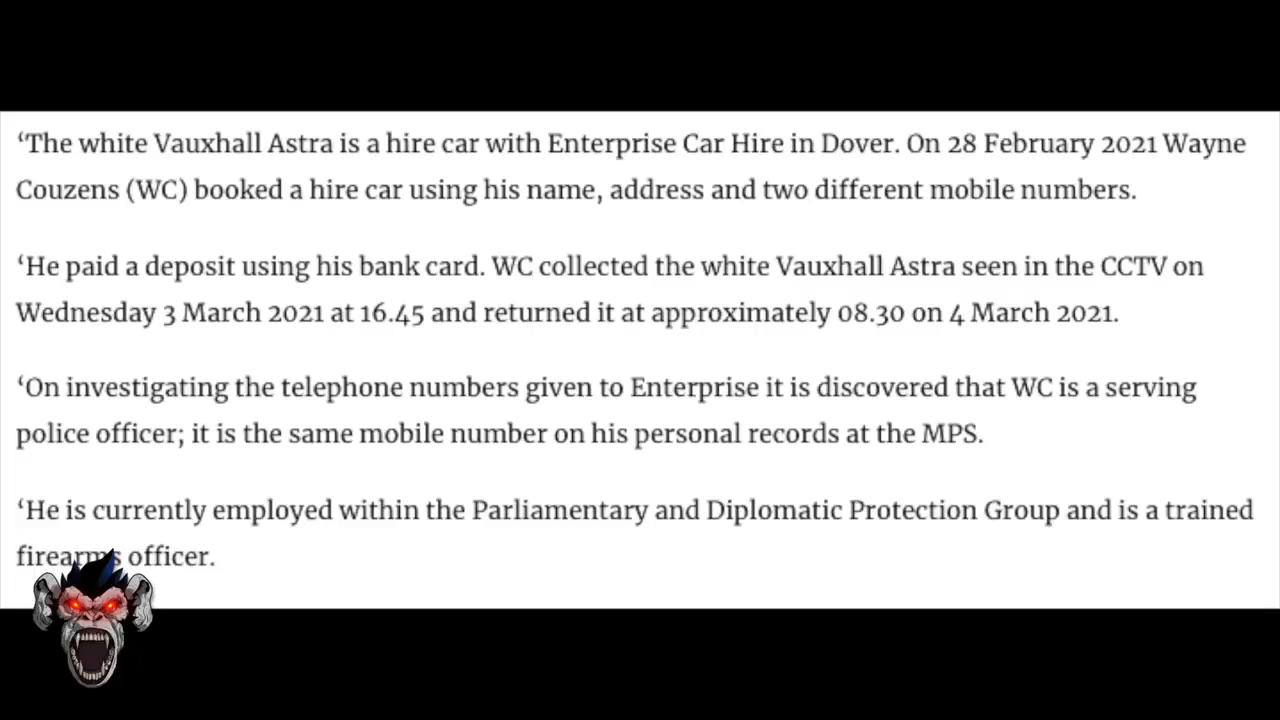 ‘The white Vauxhall Astra is a hire car with Enterprise Car Hire in Dover. On 28 February 2021 Wayne
Couzens (WC) booked a hire car using his name, address and two different mobile numbers.
‘He paid a deposit using his bank card. WC collected the white Vauxhall Astra seen in the CCTV on
Wednesday 3 March 2021 at 16.45 and returned it at approximately 08.30 on 4 March 2021.
‘On investigating the telephone numbers given to Enterprise it is discovered that WC is a serving
police officer; it is the same mobile number on his personal records at the MPS.
‘He is currently employed within the Parliamentary and Diplomatic Protection Group and is a trained
firearms officer.